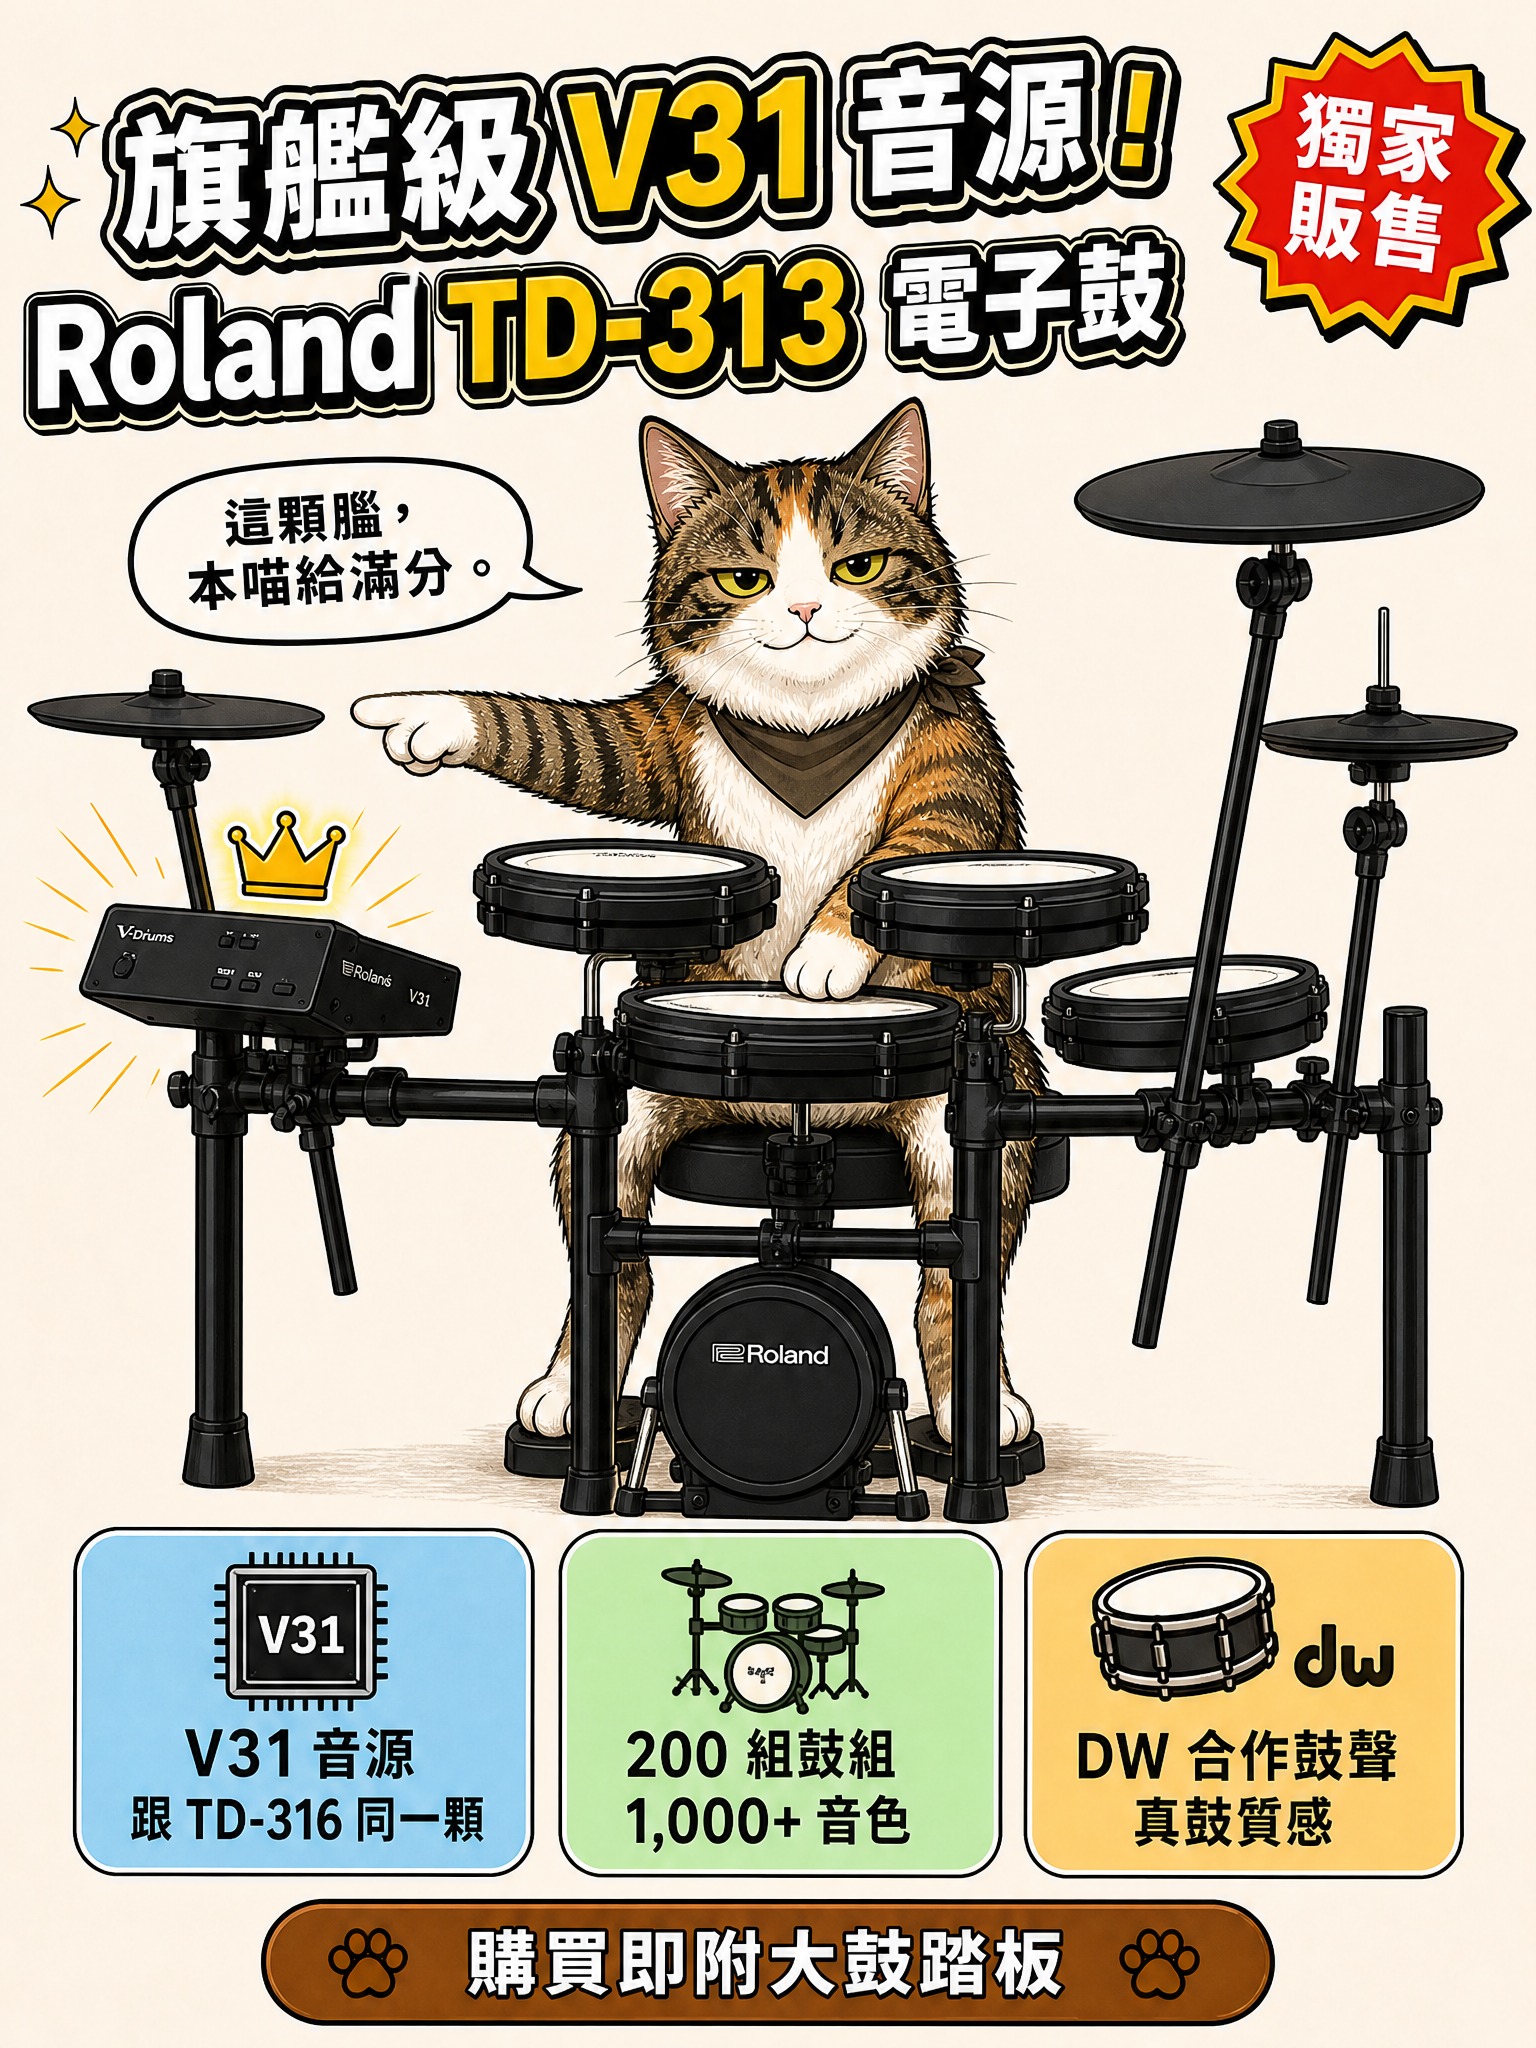 旗艦級 V31 音源!
Roland TD-313 電子鼓
獨家
販售
這顆腦，
本喵給滿分。
V-Drums
Roland
V31
Roland
V31
V31 音源
跟 TD-316 同一顆
200 組鼓組
1,000+ 音色
dw
DW 合作鼓聲
真鼓質感
購買即附大鼓踏板